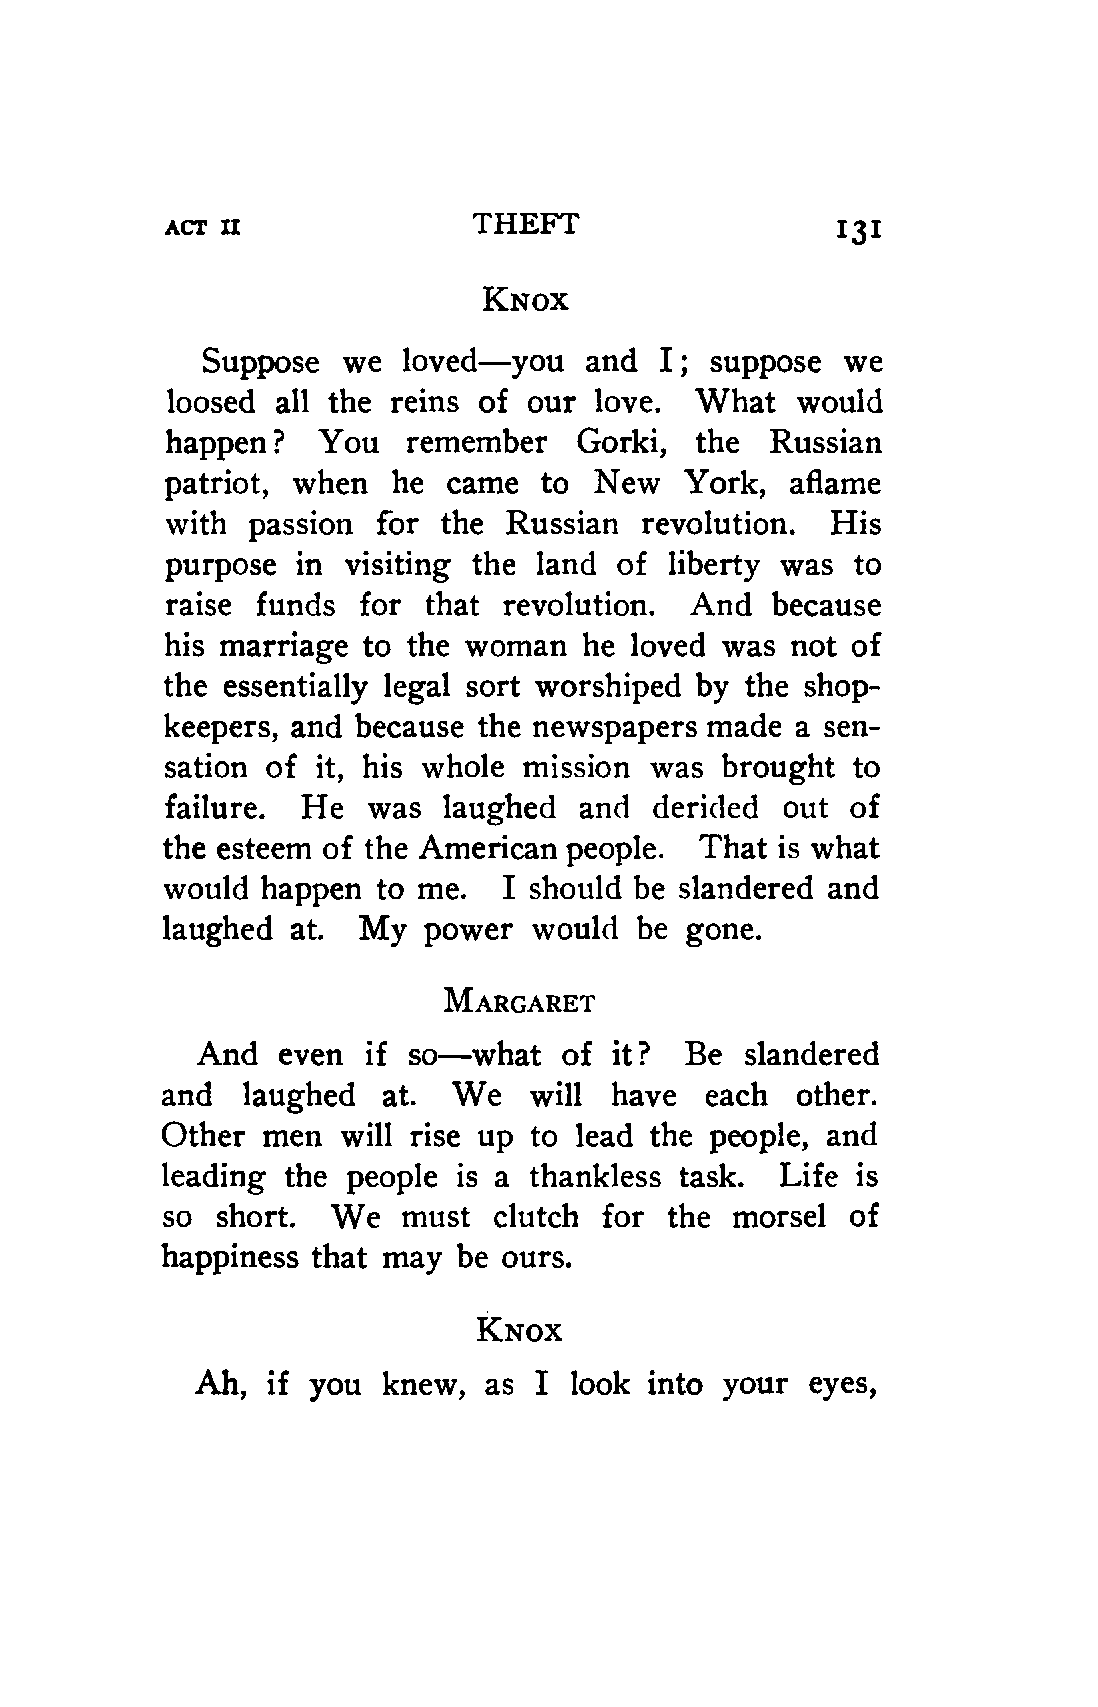 ACT II THEFT 131
KNOX
Suppose we loved—you and I; suppose we
loosed all the reins of our love. What would
happen? You remember Gorki, the Russian
patriot, when he came to New York, aflame
with passion for the Russian revolution. His
purpose in visiting the land of liberty was to
raise funds for that revolution. And because
his marriage to the woman he loved was not of
the essentially legal sort worshiped by the shop-
keepers, and because the newspapers made a sen-
sation of it, his whole mission was brought to
failure. He was laughed and derided out of
the esteem of the American people. That is what
would happen to me. I should be slandered and
laughed at. My power would be gone.
MARGARET
And even if so—what of it? Be slandered
and laughed at. We will have each other.
Other men will rise up to lead the people, and
leading the people is a thankless task. Life is
so short. We must clutch for the morsel of
happiness that may be ours.
KNOX
Ah, if you knew, as I look into your eyes,